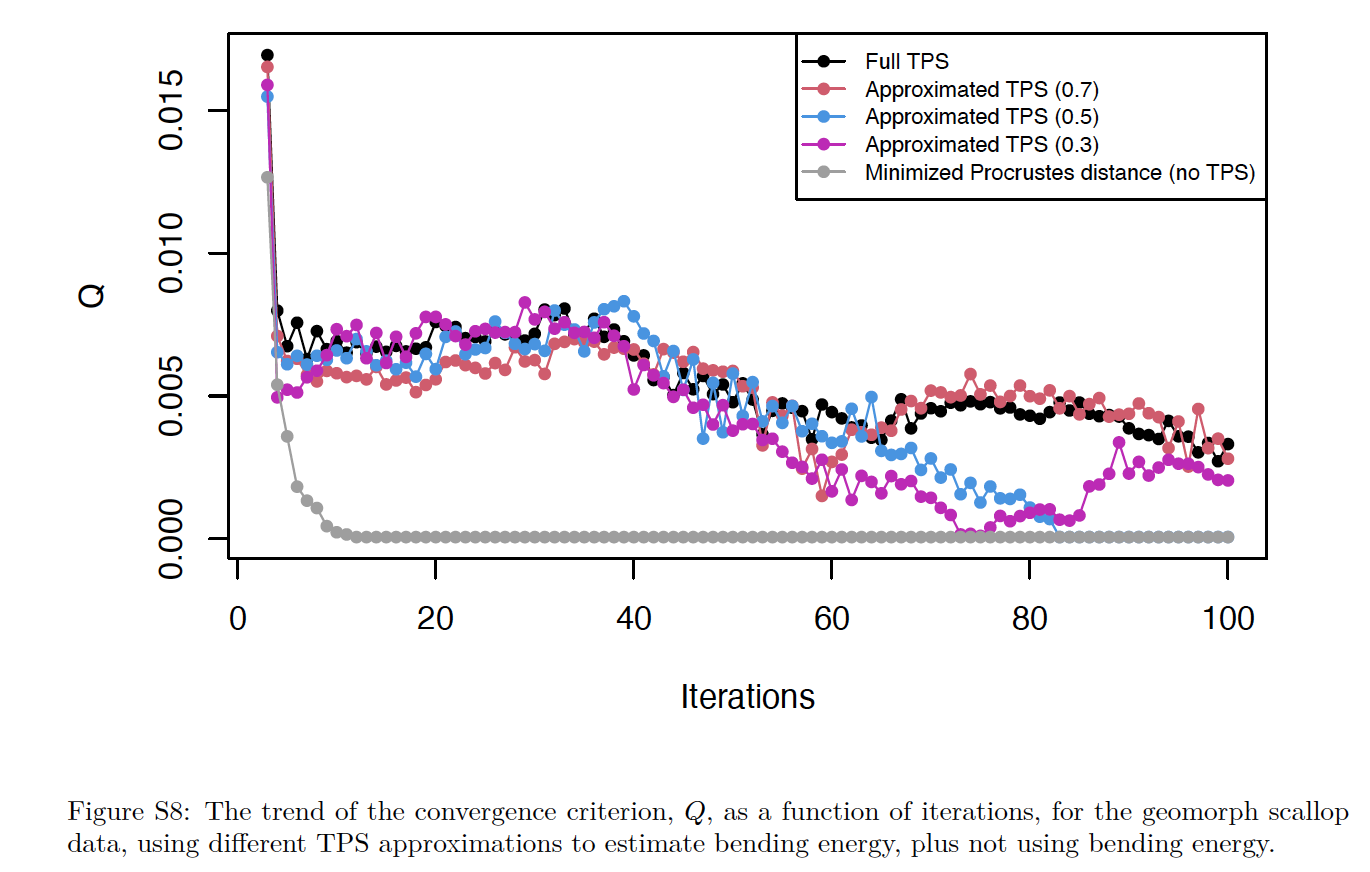 Full TPS
Approximated TPS (0.7)
Approximated TPS (0.5)
Approximated TPS (0.3)
Minimized Procrustes distance (no TPS)
0.015
0.010
0.005
0.000
Q
0 20 40 60 80 100
Iterations
Figure S8: The trend of the convergence criterion, Q, as a function of iterations, for the geomorph scallop
data, using different TPS approximations to estimate bending energy, plus not using bending energy.